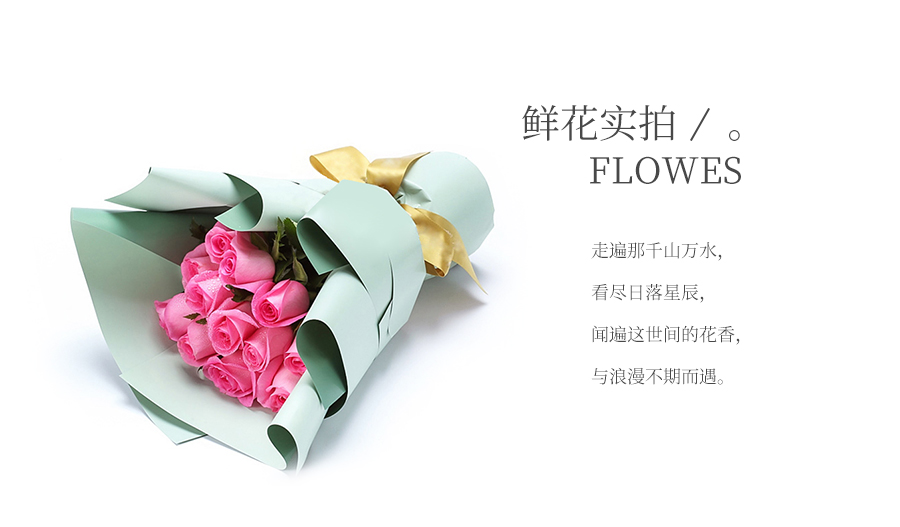 鲜花实拍 / 。
FLOWES
走遍那千山万水，
看尽日落星辰，
闻遍这世间的花香，
与浪漫不期而遇。